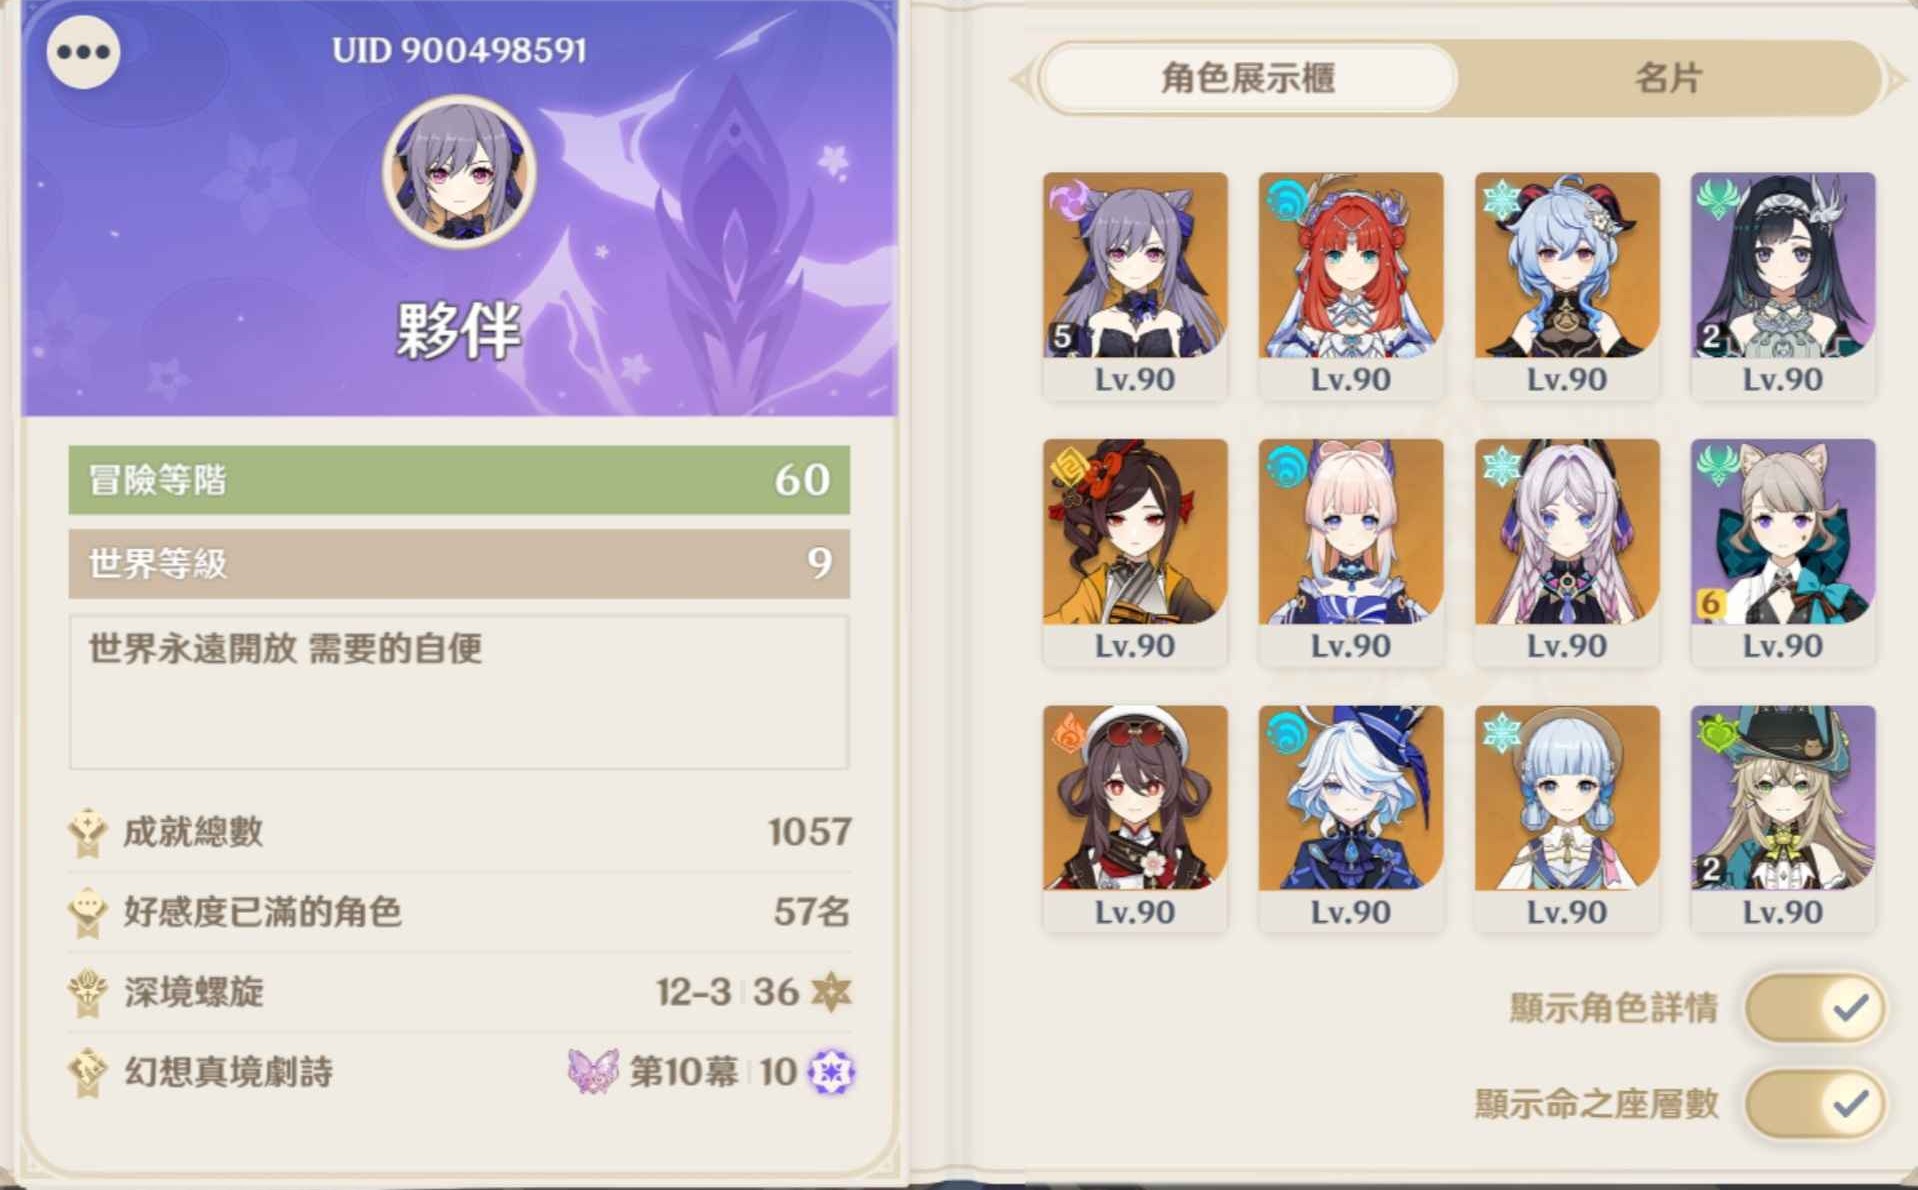 UID 900498591
夥伴
冒險等階 60
世界等級 9
世界永遠開放 需要的自便
成就總數 1057
好感度已滿的角色 57名
深境螺旋 12-3 36
幻想真境劇詩 第10幕 10
角色展示櫃 名片
5 2
Lv.90 Lv.90 Lv.90 Lv.90
6
Lv.90 Lv.90 Lv.90 Lv.90
2
Lv.90 Lv.90 Lv.90 Lv.90
顯示角色詳情
顯示命之座層數